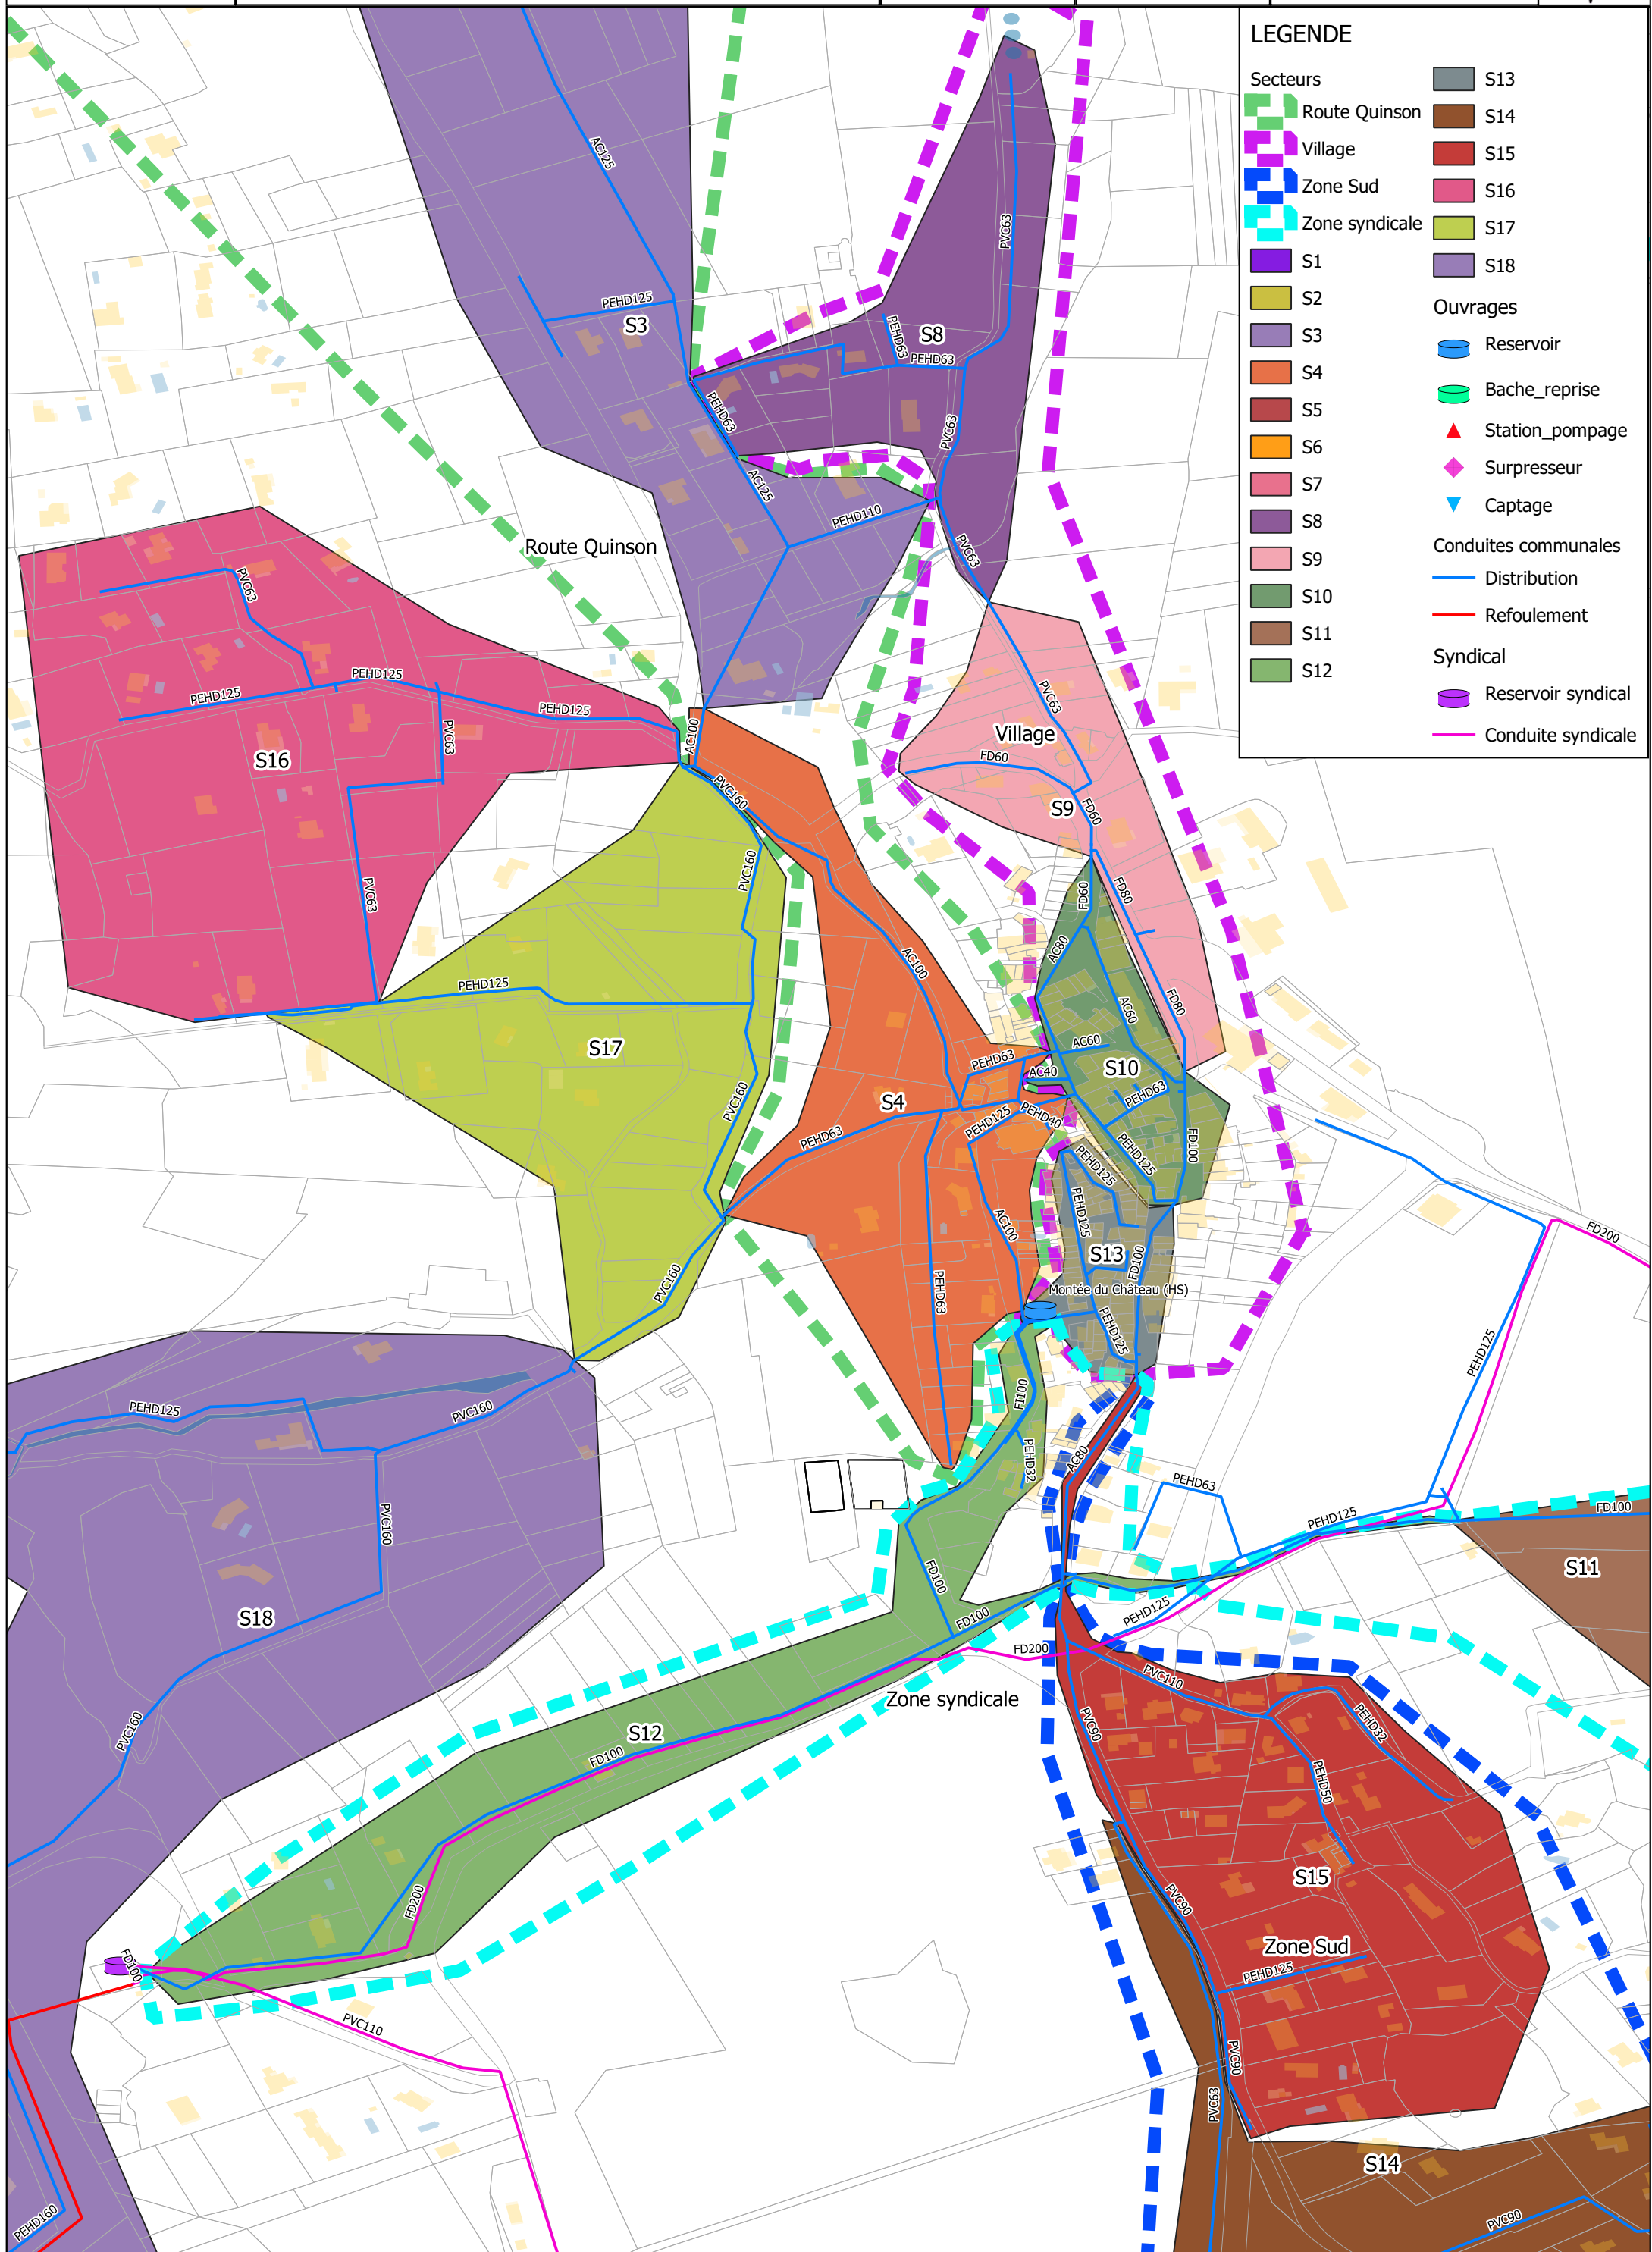 LEGENDE
Secteurs
Route Quinson
Village
Zone Sud
Zone syndicale
S1
S2
S3
S4
S5
S6
S7
S8
S9
S10
S11
S12
S13
S14
S15
S16
S17
S18
Ouvrages
Reservoir
Bache_reprise
Station_pompage
Surpresseur
Captage
Conduites communales
Distribution
Refoulement
Syndical
Reservoir syndical
Conduite syndicale
AC125
PEHD125
S3
PVC63
S8
PEHD63
PEHD63
PEHD63
PVC63
AC125
PEHD110
Route Quinson
PVC63
PVC63
PEHD125
PEHD125
PEHD125
PVC63
AC100
PVC63
Village
FD60
S16
S9
PVC160
FD60
PVC160
PVC63
FD60
FD80
AC80
AC100
PEHD125
AC60
FD80
S17
AC60
PEHD63
S10
AC40
PVC160
S4
PEHD63
PEHD125
PEHD40
PEHD63
PEHD125
FD100
PEHD125
PEHD125
AC100
FD200
S13
FD100
PVC160
PEHD63
Montée du Château (HS)
PEHD125
PEHD125
FI100
PEHD125
PVC160
AC80
PEHD32
PEHD63
PVC160
PEHD125
FD100
S11
FD100
S18
FD100
PEHD125
FD200
PVC110
Zone syndicale
PVC160
S12
PVC90
PEHD32
FD100
PEHD50
S15
FD200
PVC90
Zone Sud
FD100
PEHD125
PVC110
PVC90
PVC63
S14
PEHD160
PVC90